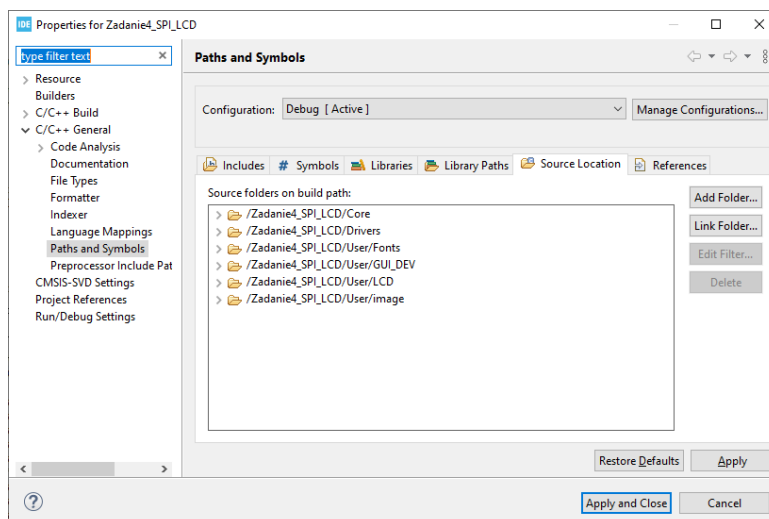 IDE Properties for Zadanie4_SPI_LCD
type filter text
Resource
Builders
C/C++ Build
C/C++ General
Code Analysis
Documentation
File Types
Formatter
Indexer
Language Mappings
Paths and Symbols
Preprocessor Include Pat
CMSIS-SVD Settings
Project References
Run/Debug Settings
Paths and Symbols
Configuration: Debug [ Active ] Manage Configurations...
Includes # Symbols Libraries Library Paths Source Location References
Source folders on build path:
/Zadanie4_SPI_LCD/Core
/Zadanie4_SPI_LCD/Drivers
/Zadanie4_SPI_LCD/User/Fonts
/Zadanie4_SPI_LCD/User/GUI_DEV
/Zadanie4_SPI_LCD/User/LCD
/Zadanie4_SPI_LCD/User/image
Add Folder...
Link Folder...
Edit Filter...
Delete
Restore Defaults Apply
? Apply and Close Cancel